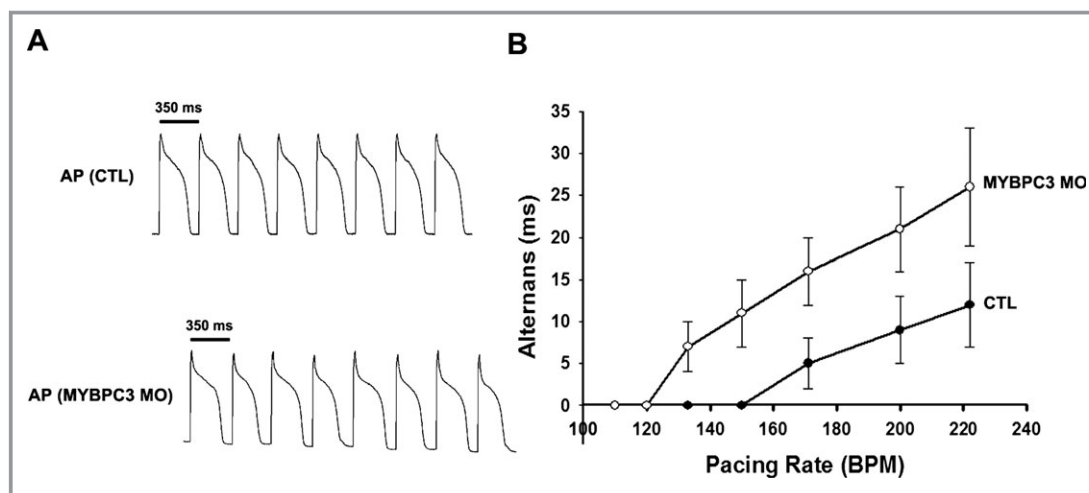 A
350 ms
AP (CTL)
350 ms
AP (MYBPC3 MO)
B
35
30
25
20
15
10
5
0
Alternans (ms)
MYBPC3 MO
CTL
100 120 140 160 180 200 220 240
Pacing Rate (BPM)